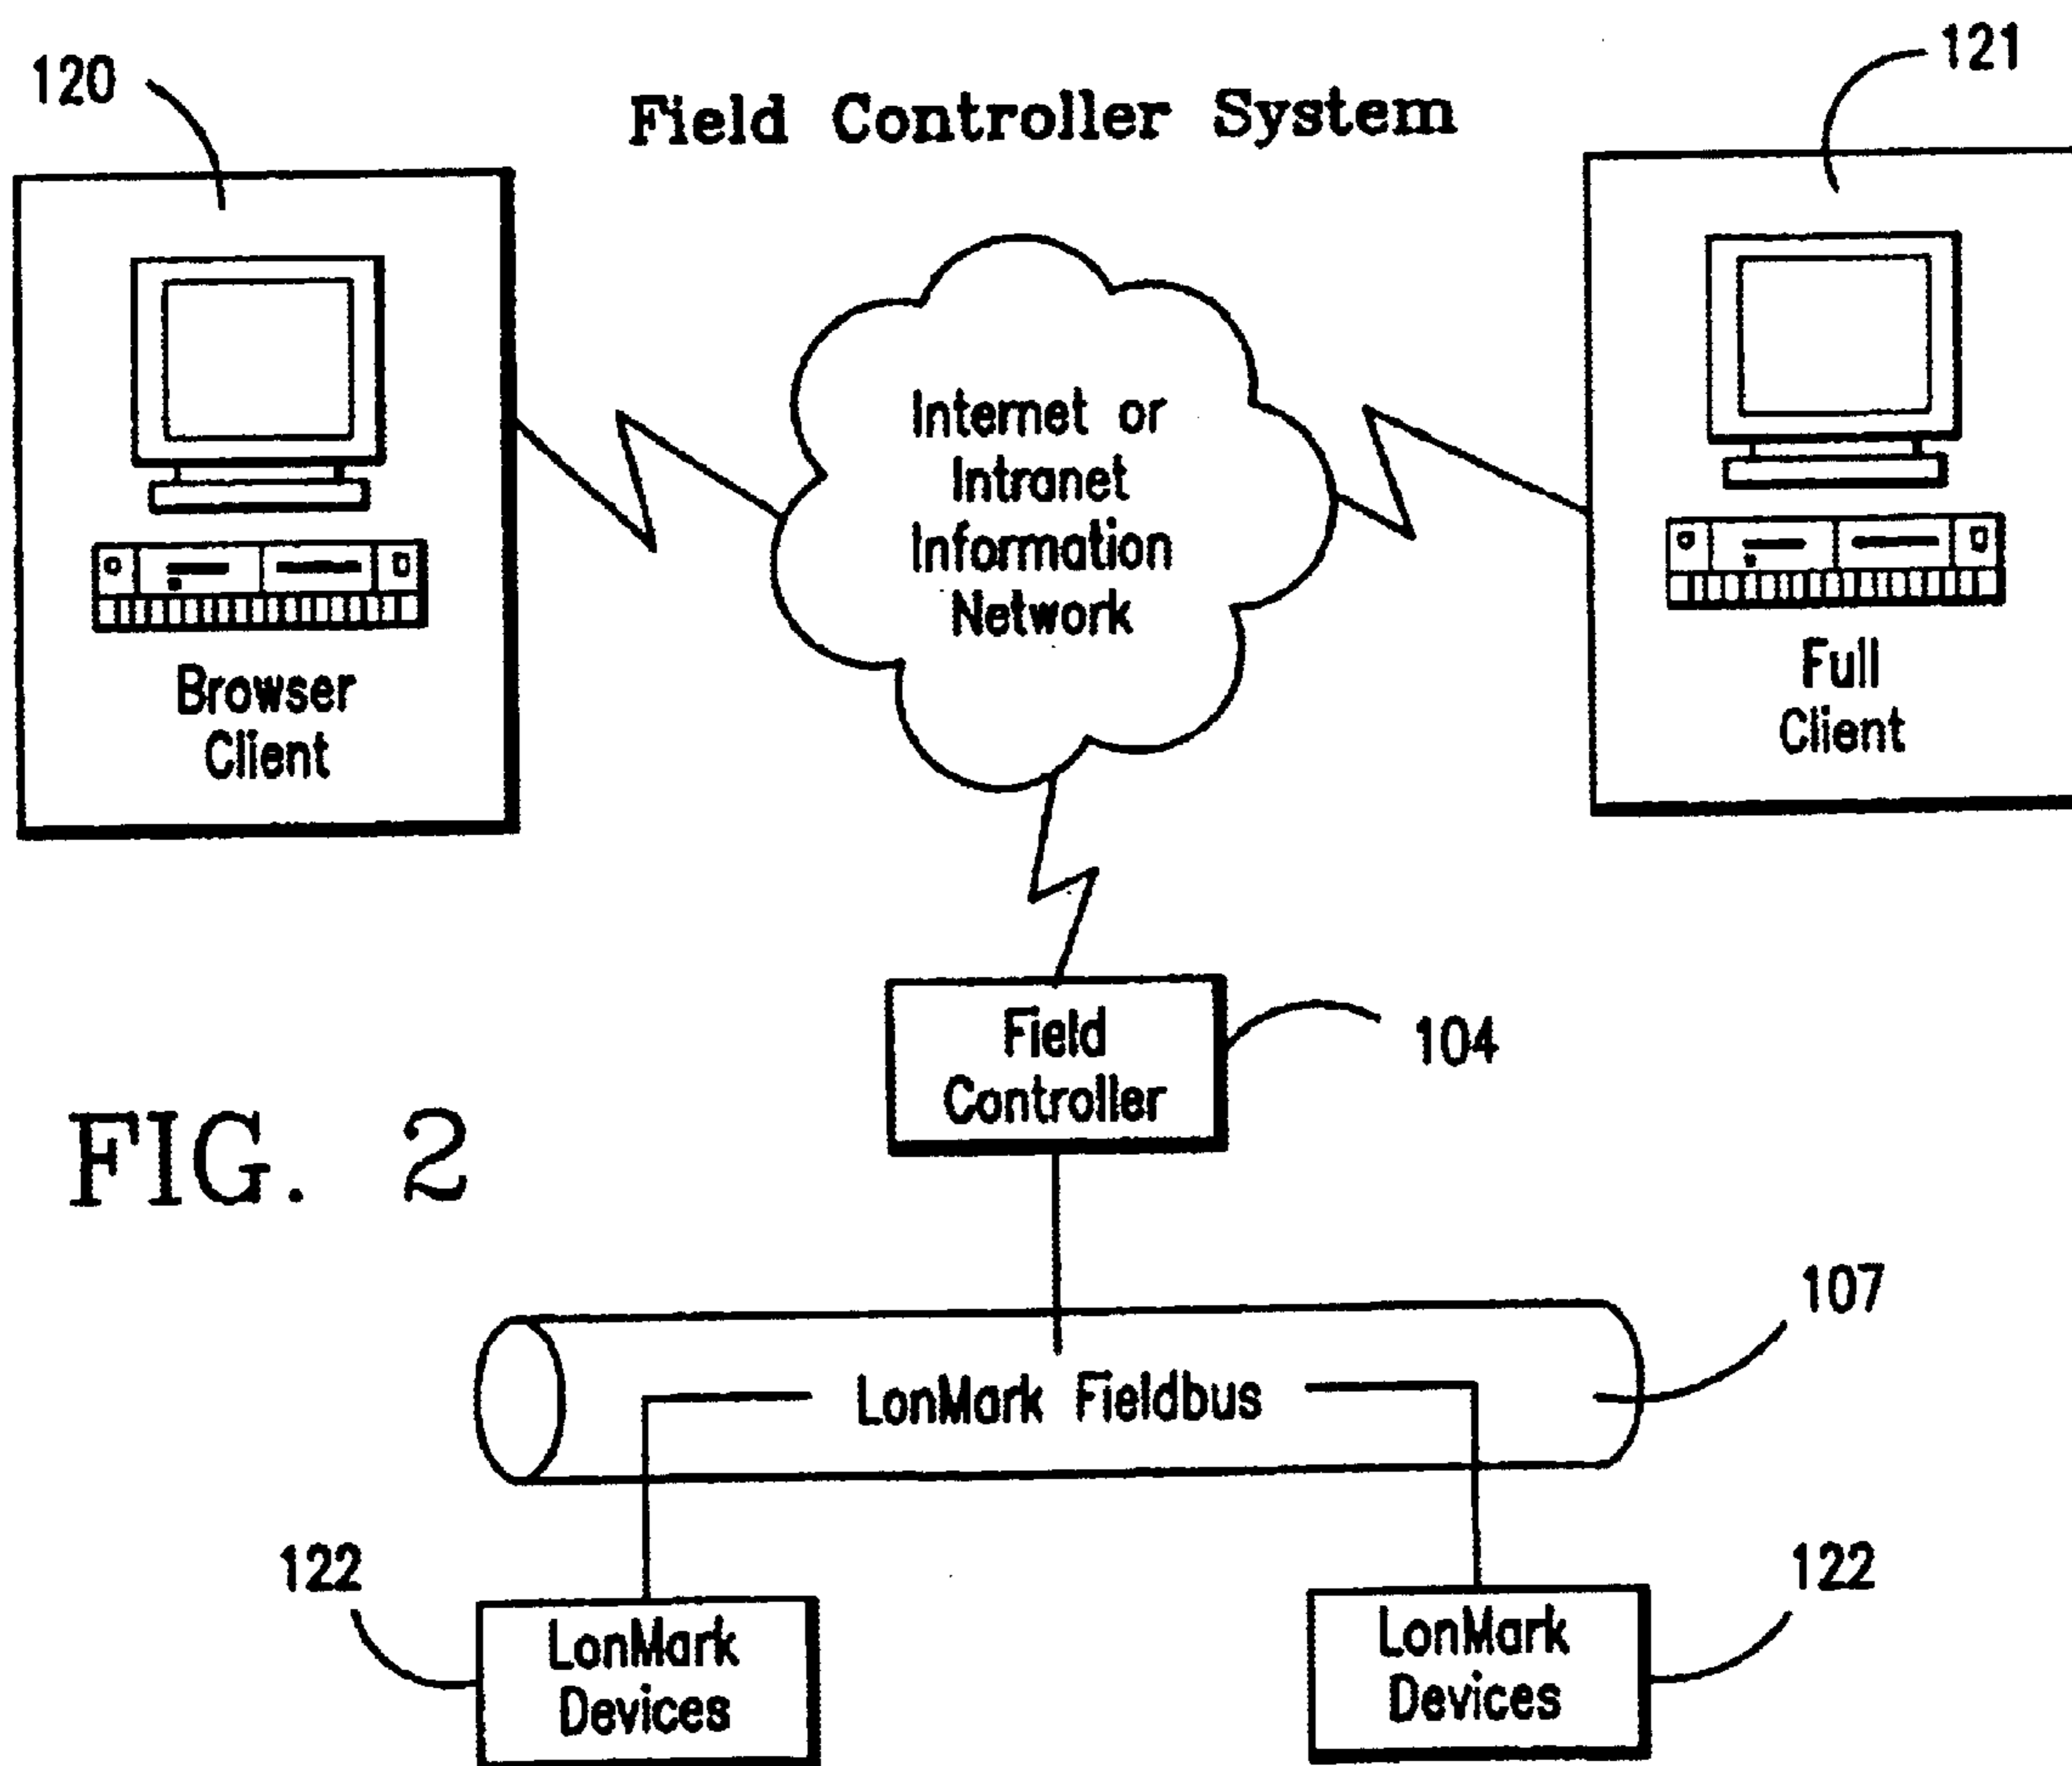 120
Field Controller System
121
Internet or
Intranet
Information
Network
Browser
Client
Full
Client
Field
Controller
104
FIG. 2
107
LonMark Fieldbus
122
LonMark
Devices
LonMark
Devices
122